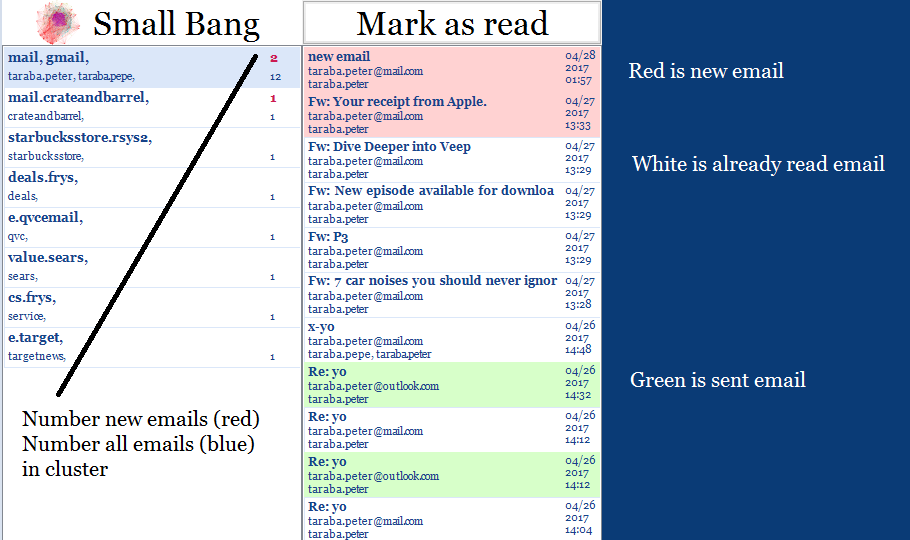 Small Bang
mail, gmail,
2
taraba.peter, taraba.pepe,
12
mail.crateandbarrel,
1
crateandbarrel,
1
starbucksstore.rsys2,
starbucksstore,
1
deals.frys,
deals,
1
e.qvcemail,
qvc,
1
value.sears,
sears,
1
cs.frys,
service,
1
e.target,
targetnews,
1
Number new emails (red)
Number all emails (blue)
in cluster
Mark as read
new email
04/28
taraba.peter@mail.com
2017
taraba.peter
01:57
Fw: Your receipt from Apple.
04/27
taraba.peter@mail.com
2017
taraba.peter
13:33
Fw: Dive Deeper into Veep
04/27
taraba.peter@mail.com
2017
taraba.peter
13:29
Fw: New episode available for downloa
04/27
taraba.peter@mail.com
2017
taraba.peter
13:29
Fw: P3
04/27
taraba.peter@mail.com
2017
taraba.peter
13:29
Fw: 7 car noises you should never ignor
04/27
taraba.peter@mail.com
2017
taraba.peter
13:28
x-yo
04/26
taraba.peter@mail.com
2017
taraba.pepe, taraba.peter
14:48
Re: yo
04/26
taraba.peter@outlook.com
2017
taraba.peter
14:32
Re: yo
04/26
taraba.peter@mail.com
2017
taraba.peter
14:12
Re: yo
04/26
taraba.peter@outlook.com
2017
taraba.peter
14:12
Re: yo
04/26
taraba.peter@mail.com
2017
taraba.peter
14:04
Red is new email
White is already read email
Green is sent email